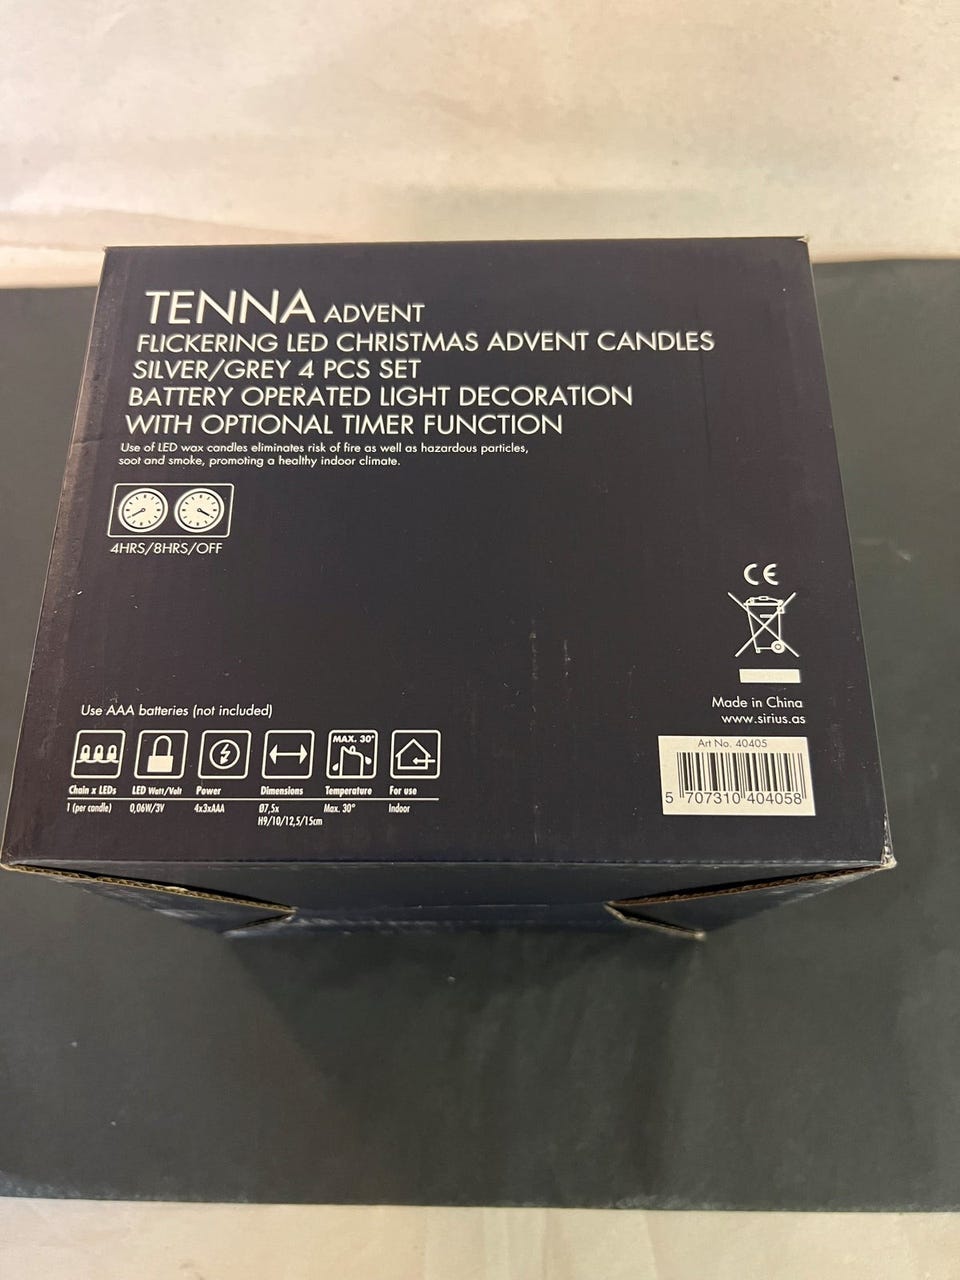 TENNA ADVENT
FLICKERING LED CHRISTMAS ADVENT CANDLES
SILVER/GREY 4 PCS SET
BATTERY OPERATED LIGHT DECORATION
WITH OPTIONAL TIMER FUNCTION
Use of LED wax candles eliminates risk of fire as well as hazardous particles,
soot and smoke, promoting a healthy indoor climate.
4HRS/8HRS/OFF
CE
Made in China
www.sirius.as
Art No. 40405
5 707310 404058
Use AAA batteries (not included)
MAX. 30°
Chain x LEDs LED Watt/Volt Power Dimensions Temperature For use
1 (per candle) 0,06W/3V 4x3xAAA Ø7,5x Max. 30° Indoor
H9/10/12,5/15cm